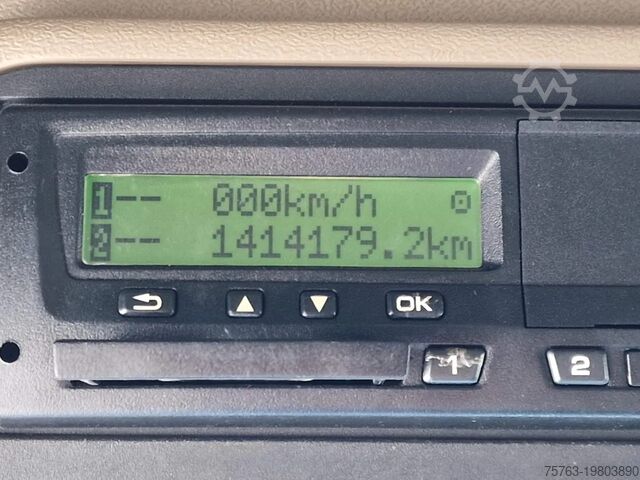 1-- 000km/h
2-- 1414179.2km
OK
1 2
75763-19803890